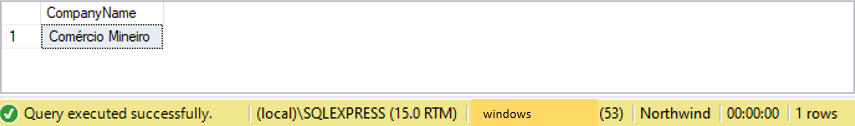 CompanyName
1 Comércio Mineiro
Query executed successfully. (local)\SQLEXPRESS (15.0 RTM) windows (53) Northwind 00:00:00 1 rows